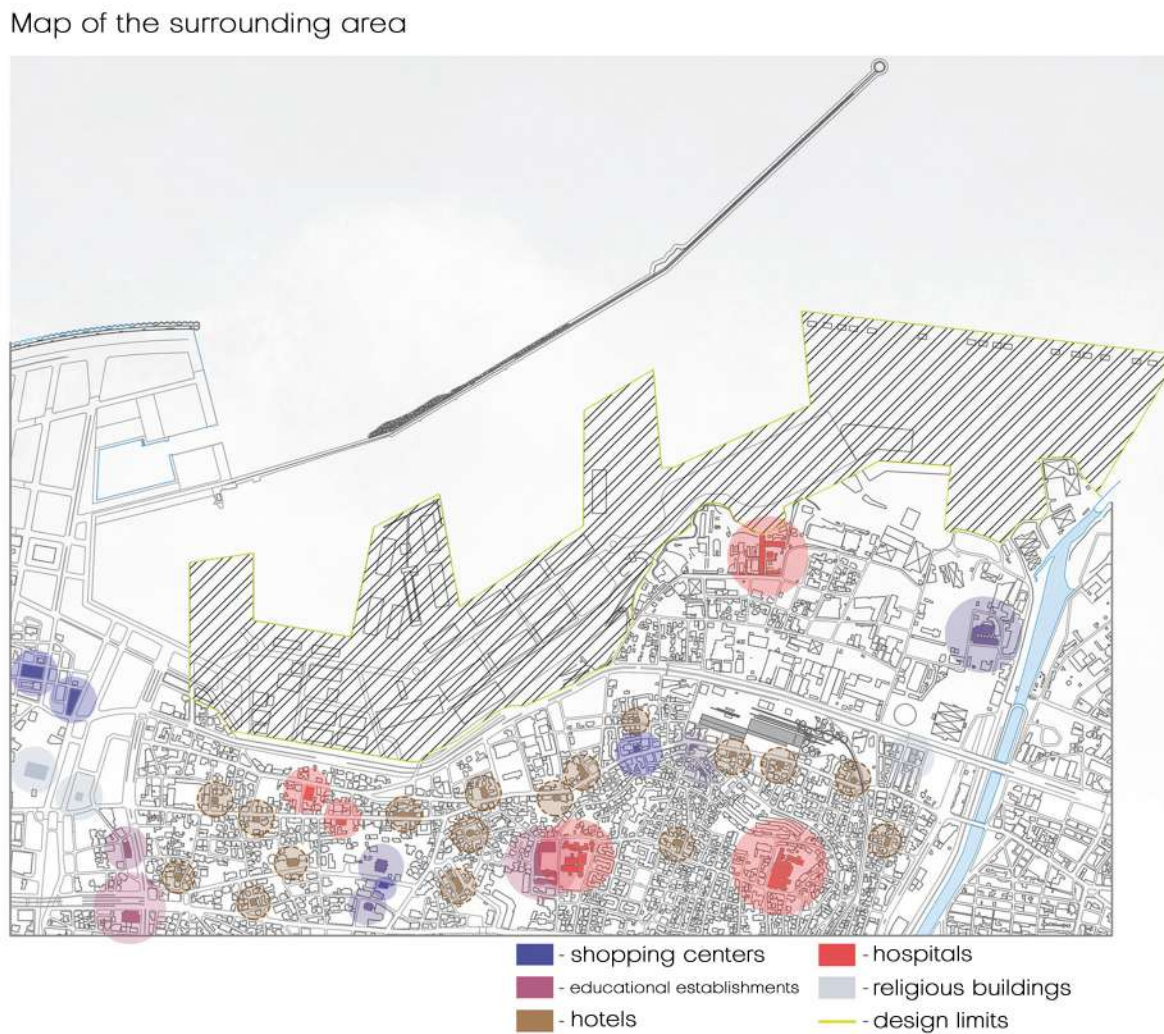 Map of the surrounding area
- shopping centers
- hospitals
- educational establishments
- religious buildings
- hotels
- design limits